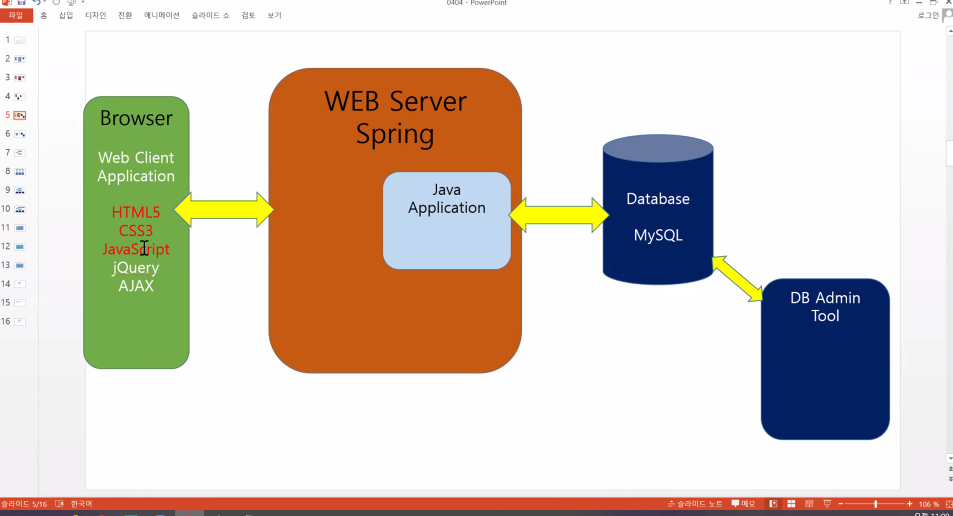 0404 - PowerPoint
파일 홈 삽입 디자인 전환 애니메이션 슬라이드 쇼 검토 보기
로그인
1
2
3
4
5
6
7
8
9
10
11
12
13
14
15
16
Browser
Web Client
Application
HTML5
CSS3
JavaScript
jQuery
AJAX
WEB Server
Spring
Java
Application
Database
MySQL
DB Admin
Tool
슬라이드 5/16 한국어
슬라이드 노트 메모 106 %